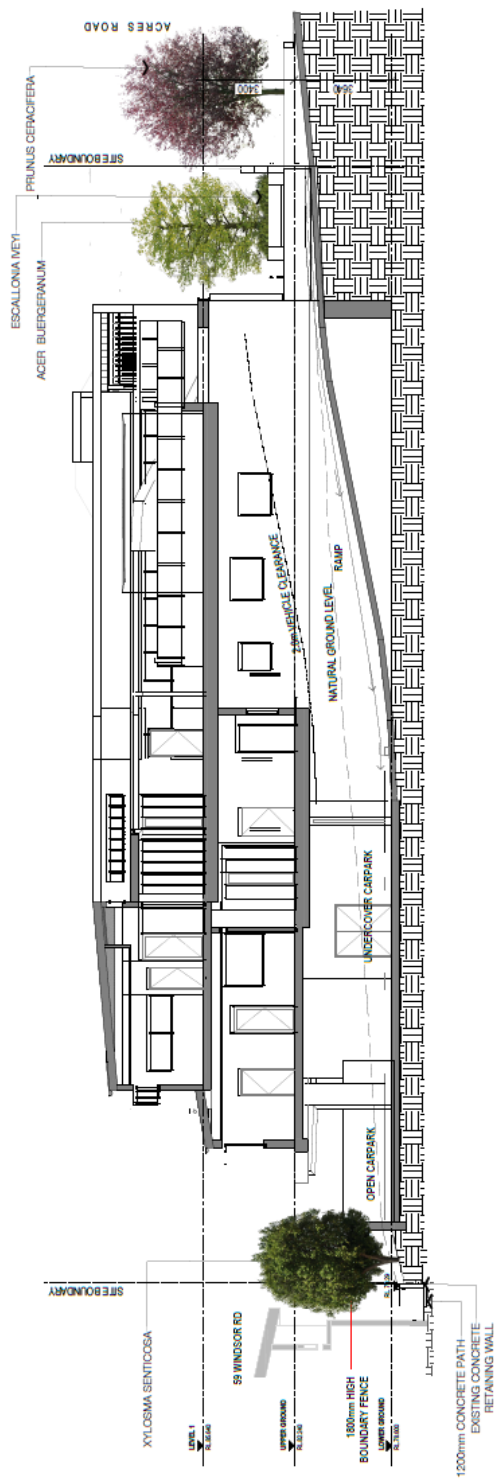 ACRES ROAD
PRUNUS CERACIFERA
SITE BOUNDARY
ESCALLONIA IVEYI
ACER BUERGERANUM
3400
3640
2.0m VEHICLE CLEARANCE
NATURAL GROUND LEVEL
RAMP
UNDERCOVER CARPARK
OPEN CARPARK
SITE BOUNDARY
XYLOSMA SENTICOSA
59 WINDSOR RD
1800mm HIGH
BOUNDARY FENCE
LEVEL 1
UPPER GROUND
LOWER GROUND
1200mm CONCRETE PATH
EXISTING CONCRETE
RETAINING WALL